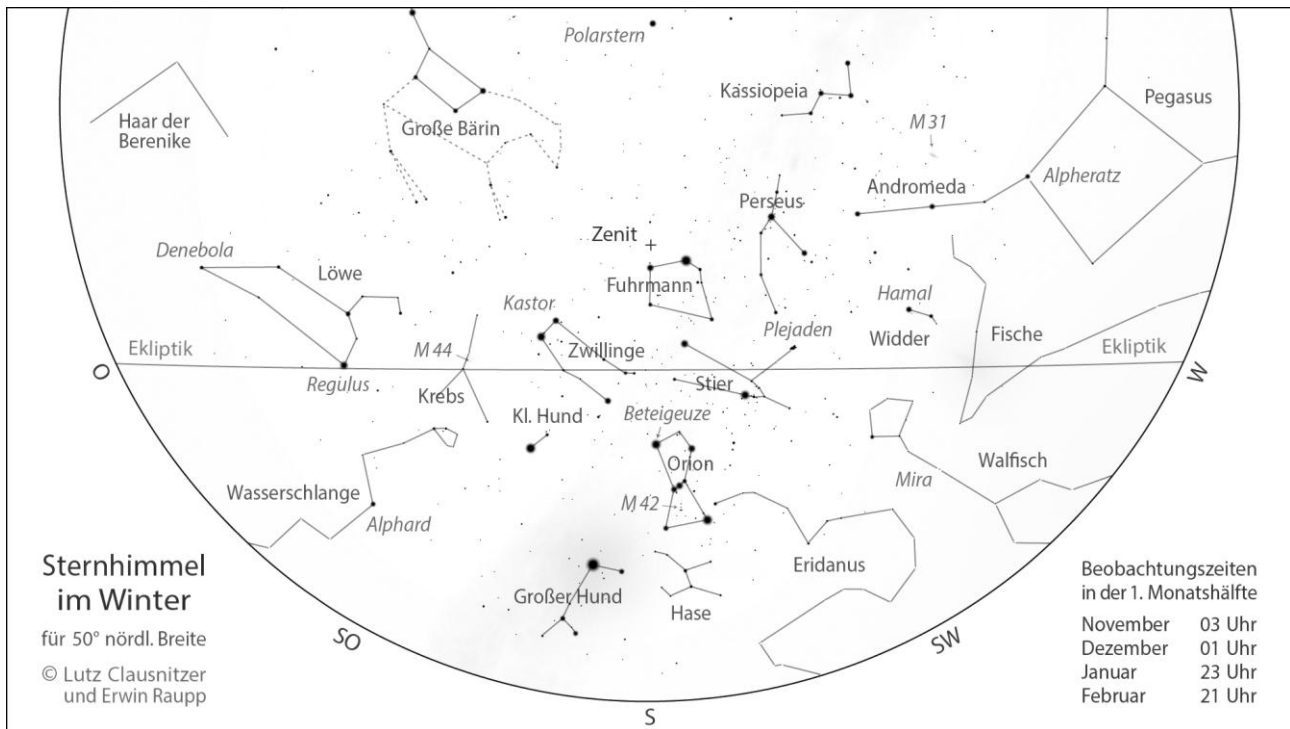 Polarstern
Kassiopeia
Pegasus
Haar der
Berenike
Große Bärin
M 31
Alpheratz
Andromeda
Perseus
Denebola
Zenit
Löwe
Fuhrmann
Kastor
Hamal
Plejaden
Widder
Fische
Ekliptik
M 44
Zwillinge
Ekliptik
O
Regulus
Krebs
Stier
W
Kl. Hund
Beteigeuze
Orion
Walfisch
Mira
Wasserschlange
M 42
Alphard
Eridanus
Großer Hund
Hase
SO
SW
S
Sternhimmel
im Winter
für 50° nördl. Breite
© Lutz Clausnitzer
und Erwin Raupp
Beobachtungszeiten
in der 1. Monatshälfte
November 03 Uhr
Dezember 01 Uhr
Januar 23 Uhr
Februar 21 Uhr